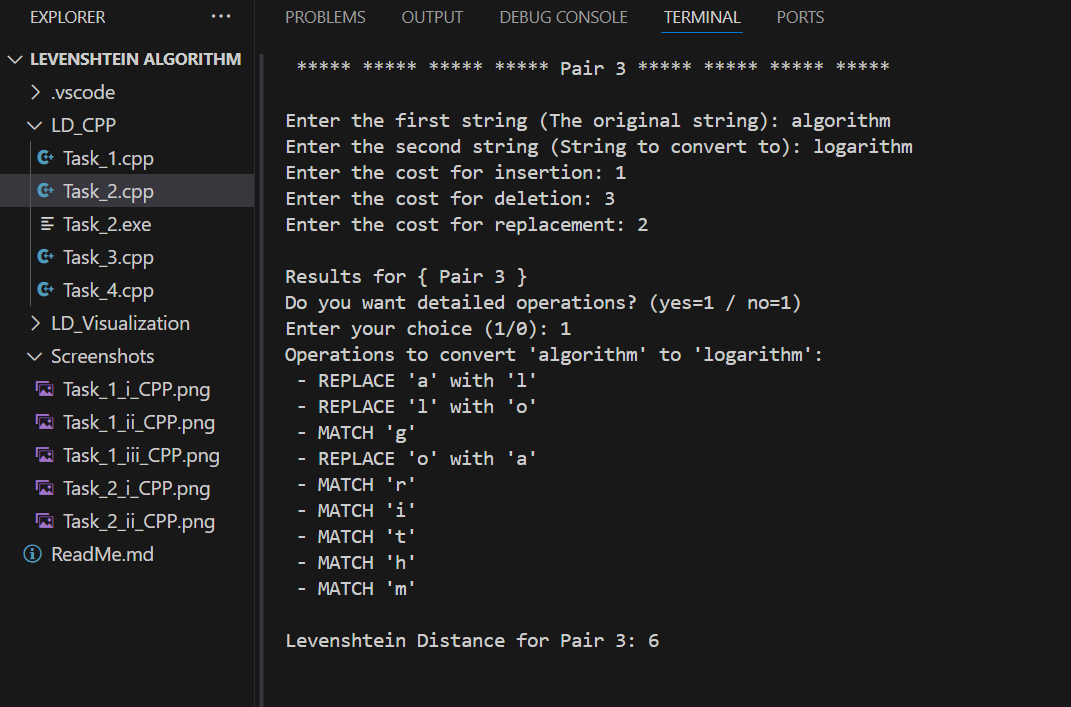 EXPLORER
LEVENSHTEIN ALGORITHM
.vscode
LD_CPP
Task_1.cpp
Task_2.cpp
Task_2.exe
Task_3.cpp
Task_4.cpp
LD_Visualization
Screenshots
Task_1_i_CPP.png
Task_1_ii_CPP.png
Task_1_iii_CPP.png
Task_2_i_CPP.png
Task_2_ii_CPP.png
ReadMe.md
PROBLEMS OUTPUT DEBUG CONSOLE TERMINAL PORTS
***** ***** ***** ***** Pair 3 ***** ***** ***** *****
Enter the first string (The original string): algorithm
Enter the second string (String to convert to): logarithm
Enter the cost for insertion: 1
Enter the cost for deletion: 3
Enter the cost for replacement: 2
Results for { Pair 3 }
Do you want detailed operations? (yes=1 / no=1)
Enter your choice (1/0): 1
Operations to convert 'algorithm' to 'logarithm':
- REPLACE 'a' with 'l'
- REPLACE 'l' with 'o'
- MATCH 'g'
- REPLACE 'o' with 'a'
- MATCH 'r'
- MATCH 'i'
- MATCH 't'
- MATCH 'h'
- MATCH 'm'
Levenshtein Distance for Pair 3: 6